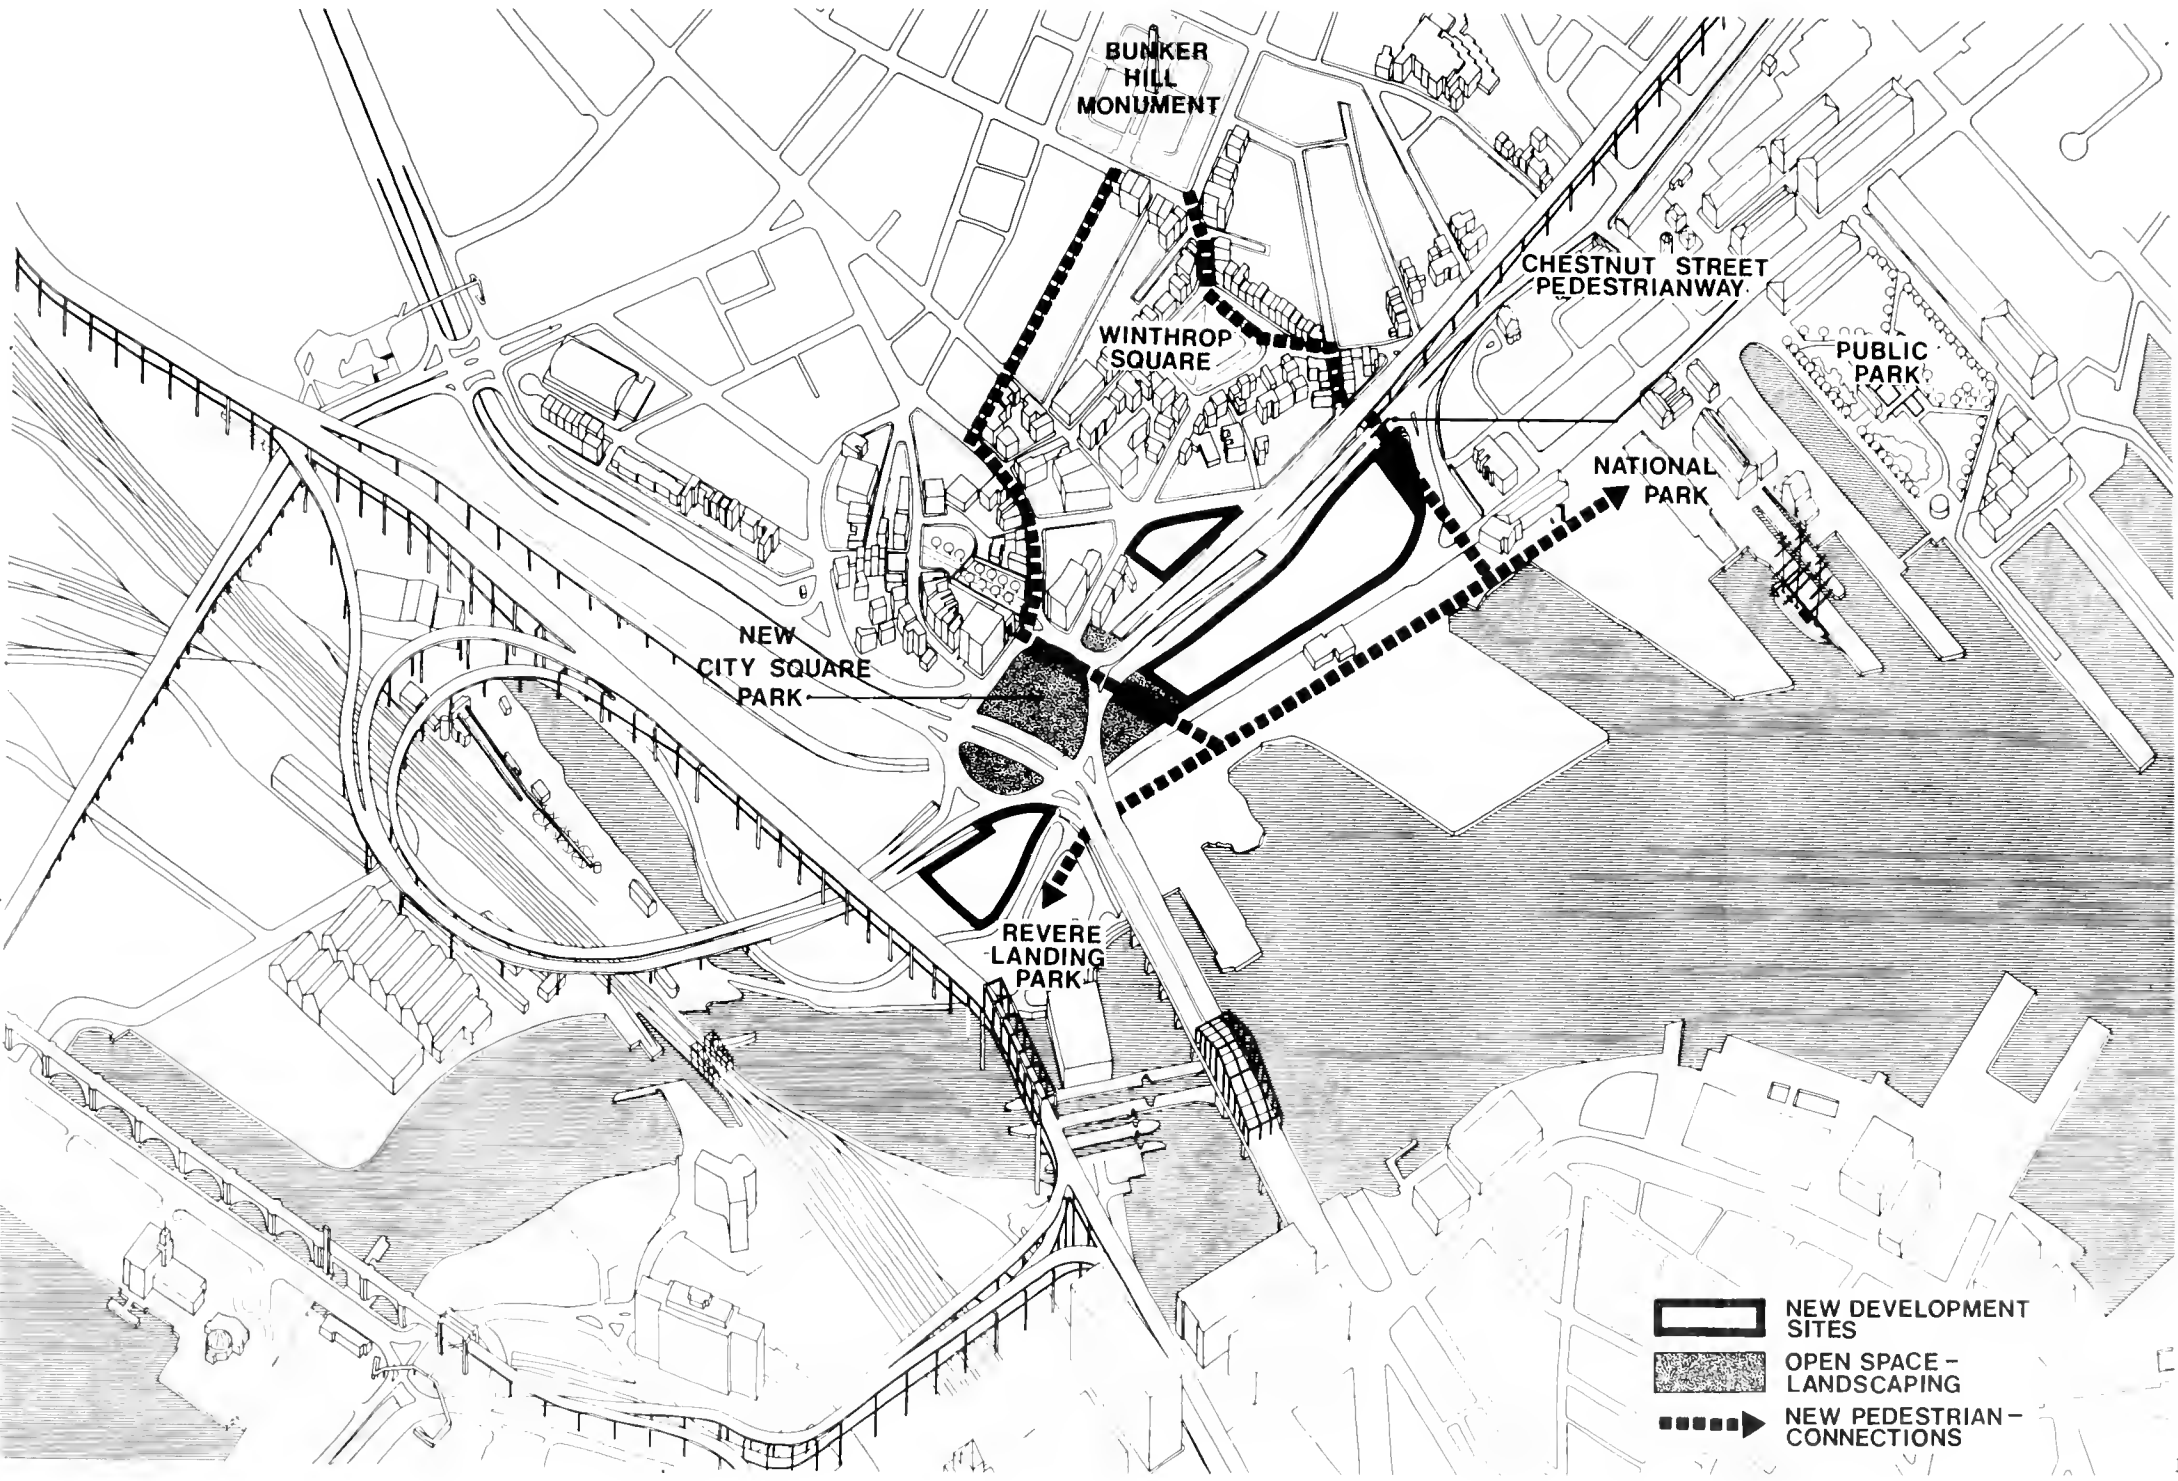 BUNKER
HILL
MONUMENT
CHESTNUT STREET
PEDESTRIANWAY
WINTHROP
SQUARE
PUBLIC
PARK
NATIONAL
PARK
NEW
CITY SQUARE
PARK
REVERE
LANDING
PARK
NEW DEVELOPMENT
SITES
OPEN SPACE –
LANDSCAPING
NEW PEDESTRIAN –
CONNECTIONS